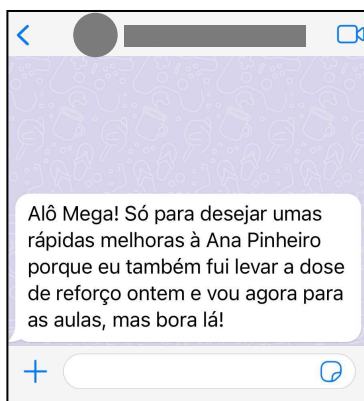 Alô Mega! Só para desejar umas
rápidas melhoras à Ana Pinheiro
porque eu também fui levar a dose
de reforço ontem e vou agora para
as aulas, mas bora lá!